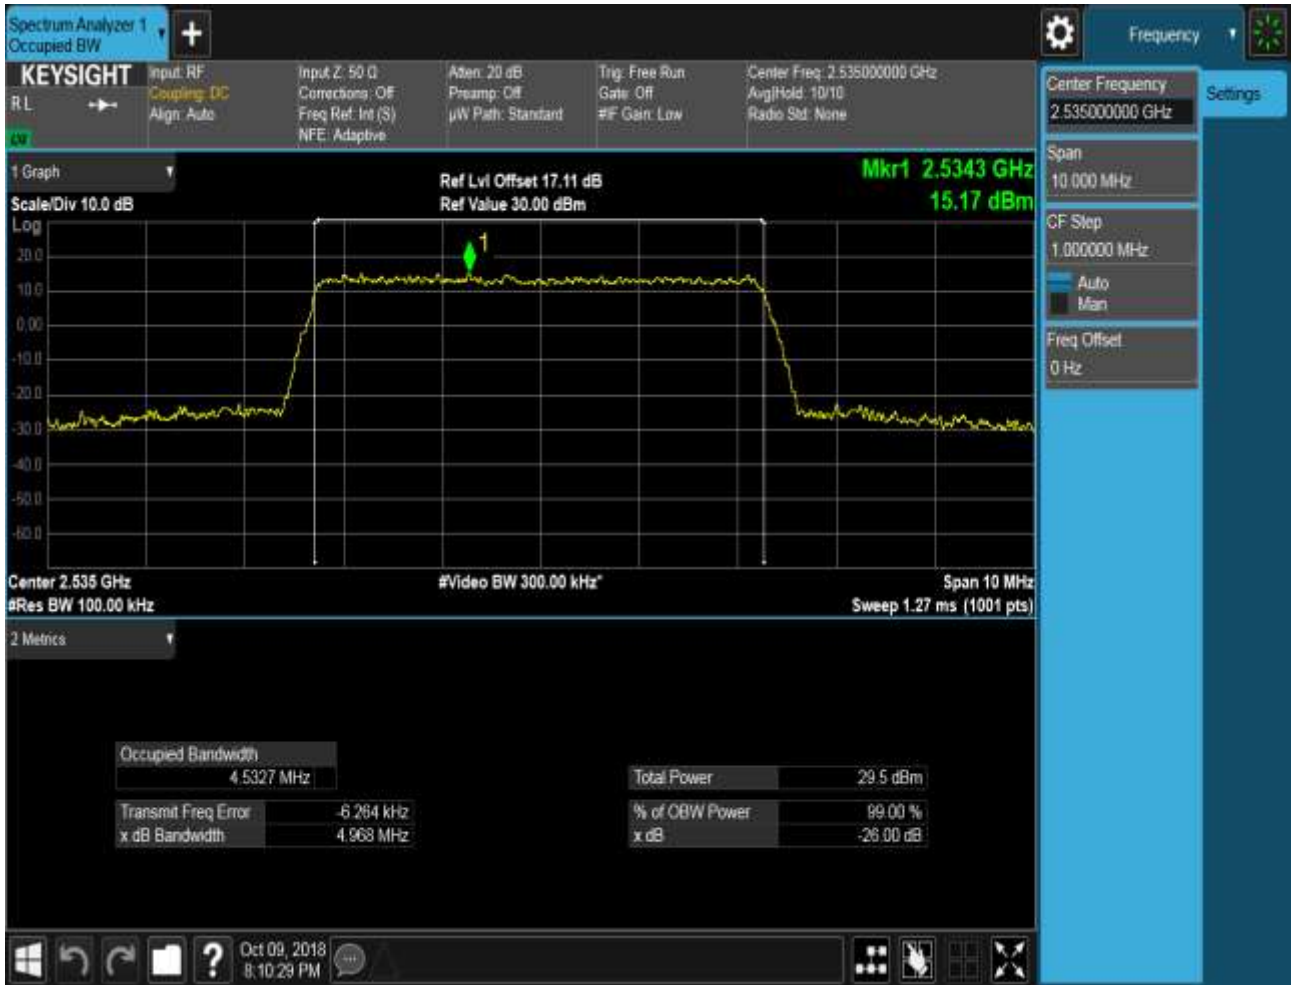 Spectrum Analyzer 1
Occupied BW
Frequency
KEYSIGHT
R L
LXI
Input: RF
Coupling: DC
Align: Auto
Input Z: 50 Ω
Corrections: Off
Freq Ref: Int (S)
NFE: Adaptive
Atten: 20 dB
Preamp: Off
µW Path: Standard
Trig: Free Run
Gate: Off
#IF Gain: Low
Center Freq: 2.535000000 GHz
Avg|Hold: 10/10
Radio Std: None
Center Frequency
2.535000000 GHz
Settings
Span
10.000 MHz
CF Step
1.000000 MHz
Auto
Man
Freq Offset
0 Hz
1 Graph
Scale/Div 10.0 dB
Ref Lvl Offset 17.11 dB
Ref Value 30.00 dBm
Mkr1 2.5343 GHz
15.17 dBm
Log
1
20.0
10.0
0.00
-10.0
-20.0
-30.0
-40.0
-50.0
-60.0
Center 2.535 GHz
#Video BW 300.00 kHz*
Span 10 MHz
#Res BW 100.00 kHz
Sweep 1.27 ms (1001 pts)
2 Metrics
Occupied Bandwidth
4.5327 MHz
Total Power 29.5 dBm
Transmit Freq Error -6.264 kHz
% of OBW Power 99.00 %
x dB Bandwidth 4.968 MHz
x dB -26.00 dB
Oct 09, 2018
8:10:29 PM